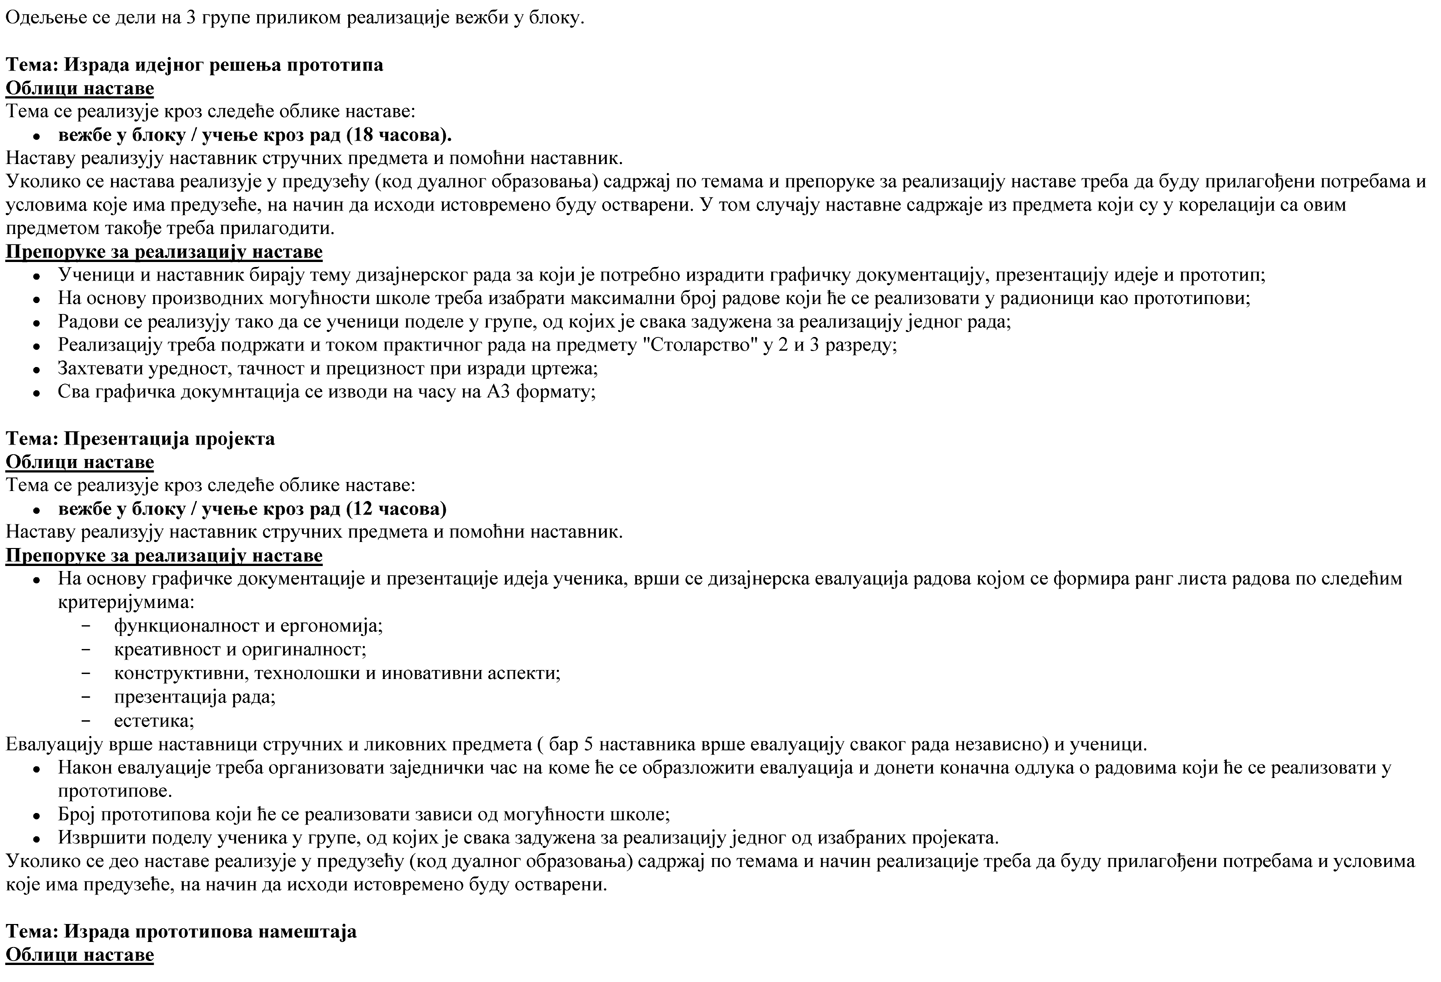 Одељење се дели на 3 групе приликом реализације вежби у блоку.
Тема: Израда идејног решења прототипа
Облици наставе
Тема се реализује кроз следеће облике наставе:
● вежбе у блоку / учење кроз рад (18 часова).
Наставу реализују наставник стручних предмета и помоћни наставник.
Уколико се настава реализује у предузећу (код дуалног образовања) садржај по темама и препоруке за реализацију наставе треба да буду прилагођени потребама и
условима које има предузеће, на начин да исходи истовремено буду остварени. У том случају наставне садржаје из предмета који су у корелацији са овим
предметом такође треба прилагодити.
Препоруке за реализацију наставе
● Ученици и наставник бирају тему дизајнерског рада за који је потребно израдити графичку документацију, презентацију идеје и прототип;
● На основу производних могућности школе треба изабрати максимални број радове који ће се реализовати у радионици као прототипови;
● Радови се реализују тако да се ученици поделе у групе, од којих је свака задужена за реализацију једног рада;
● Реализацију треба подржати и током практичног рада на предмету "Столарство" у 2 и 3 разреду;
● Захтевати уредност, тачност и прецизност при изради цртежа;
● Сва графичка докумнтација се изводи на часу на А3 формату;
Тема: Презентација пројекта
Облици наставе
Тема се реализује кроз следеће облике наставе:
● вежбе у блоку / учење кроз рад (12 часова)
Наставу реализују наставник стручних предмета и помоћни наставник.
Препоруке за реализацију наставе
● На основу графичке документације и презентације идеја ученика, врши се дизајнерска евалуација радова којом се формира ранг листа радова по следећим
критеријумима:
− функционалност и ергономија;
− креативност и оригиналност;
− конструктивни, технолошки и иновативни аспекти;
− презентација рада;
− естетика;
Евалуацију врше наставници стручних и ликовних предмета ( бар 5 наставника врше евалуацију сваког рада независно) и ученици.
● Након евалуације треба организовати заједнички час на коме ће се образложити евалуација и донети коначна одлука о радовима који ће се реализовати у
прототипове.
● Број прототипова који ће се реализовати зависи од могућности школе;
● Извршити поделу ученика у групе, од којих је свака задужена за реализацију једног од изабраних пројеката.
Уколико се део наставе реализује у предузећу (код дуалног образовања) садржај по темама и начин реализације треба да буду прилагођени потребама и условима
које има предузеће, на начин да исходи истовремено буду остварени.
Тема: Израда прототипова намештаја
Облици наставе